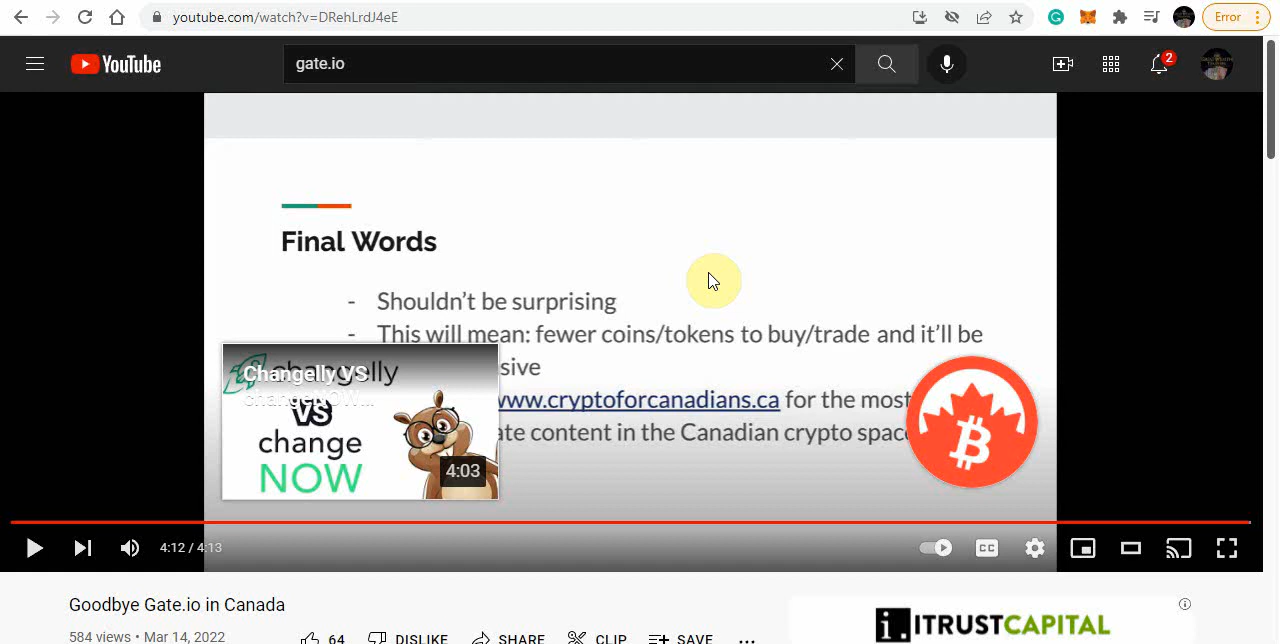 youtube.com/watch?v=DRehLrdJ4eE
Error
YouTube
gate.io
2
Final Words
- Shouldn't be surprising
- This will mean: fewer coins/tokens to buy/trade and it'll be
sive
www.cryptoforcanadians.ca for the most
ate content in the Canadian crypto space
changelly
Changelly VS
changeNOW...
VS
change
NOW
4:03
4:12 / 4:13
CC
Goodbye Gate.io in Canada
584 views • Mar 14, 2022
64
DISLIKE
SHARE
CLIP
SAVE
...
i. ITRUSTCAPITAL